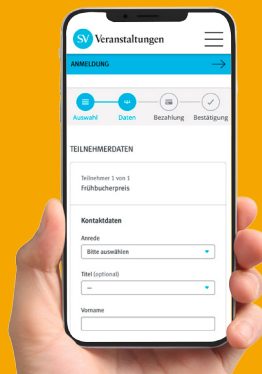 SV Veranstaltungen
ANMELDUNG
Auswahl Daten Bezahlung Bestätigung
TEILNEHMERDATEN
Teilnehmer 1 von 1
Frühbucherpreis
Kontaktdaten
Anrede
Bitte auswählen
Titel (optional)
—
Vorname